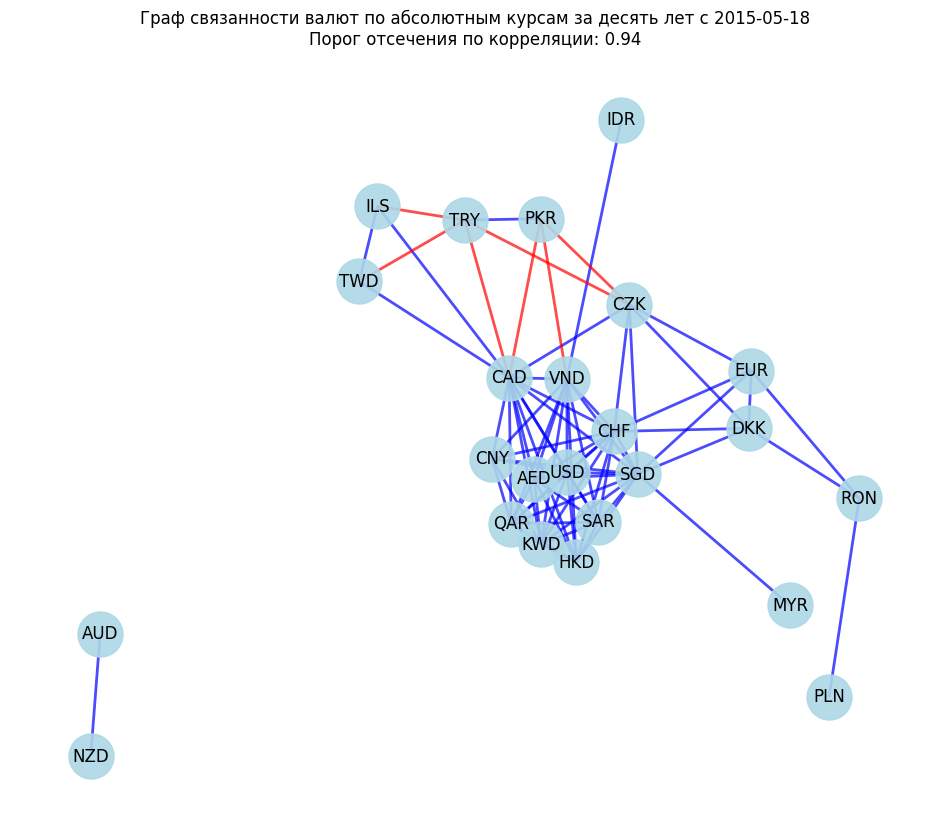 Граф связанности валют по абсолютным курсам за десять лет с 2015-05-18
Порог отсечения по корреляции: 0.94
IDR
ILS
TRY
PKR
TWD
CZK
CAD
VND
EUR
CHF
DKK
CNY
AED
USD
SGD
RON
QAR
SAR
KWD
HKD
MYR
AUD
PLN
NZD